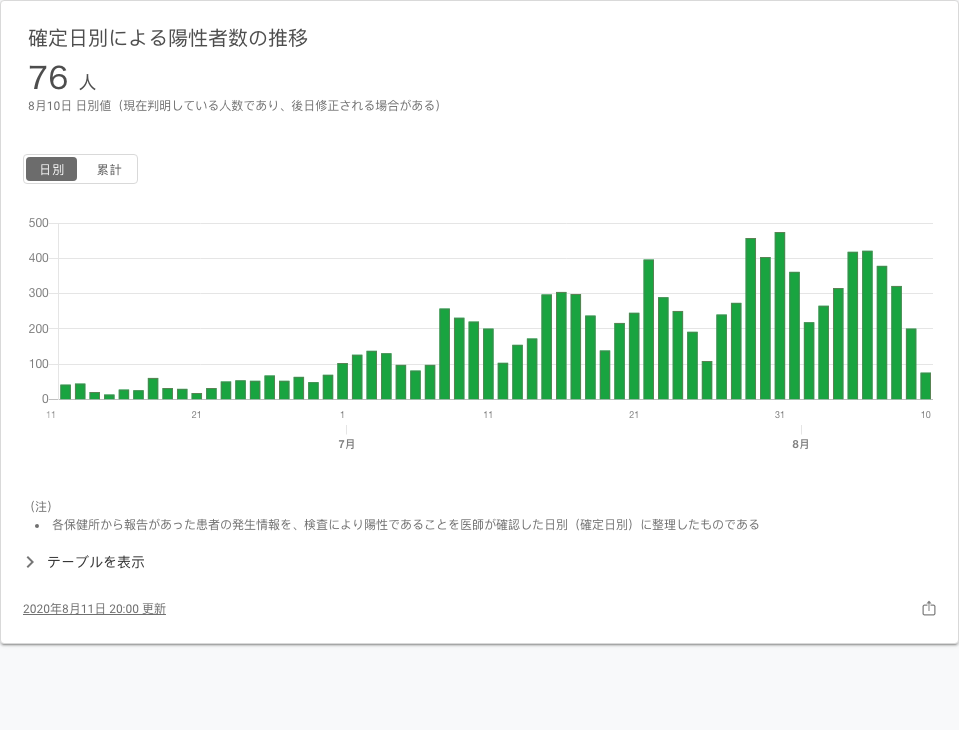 確定日別による陽性者数の推移
76 人
8月10日 日別値（現在判明している人数であり、後日修正される場合がある）
日別 累計
500
400
300
200
100
0
11 21 1 11 21 31 10
7月 8月
（注）
• 各保健所から報告があった患者の発生情報を、検査により陽性であることを医師が確認した日別（確定日別）に整理したものである
テーブルを表示
2020年8月11日 20:00 更新